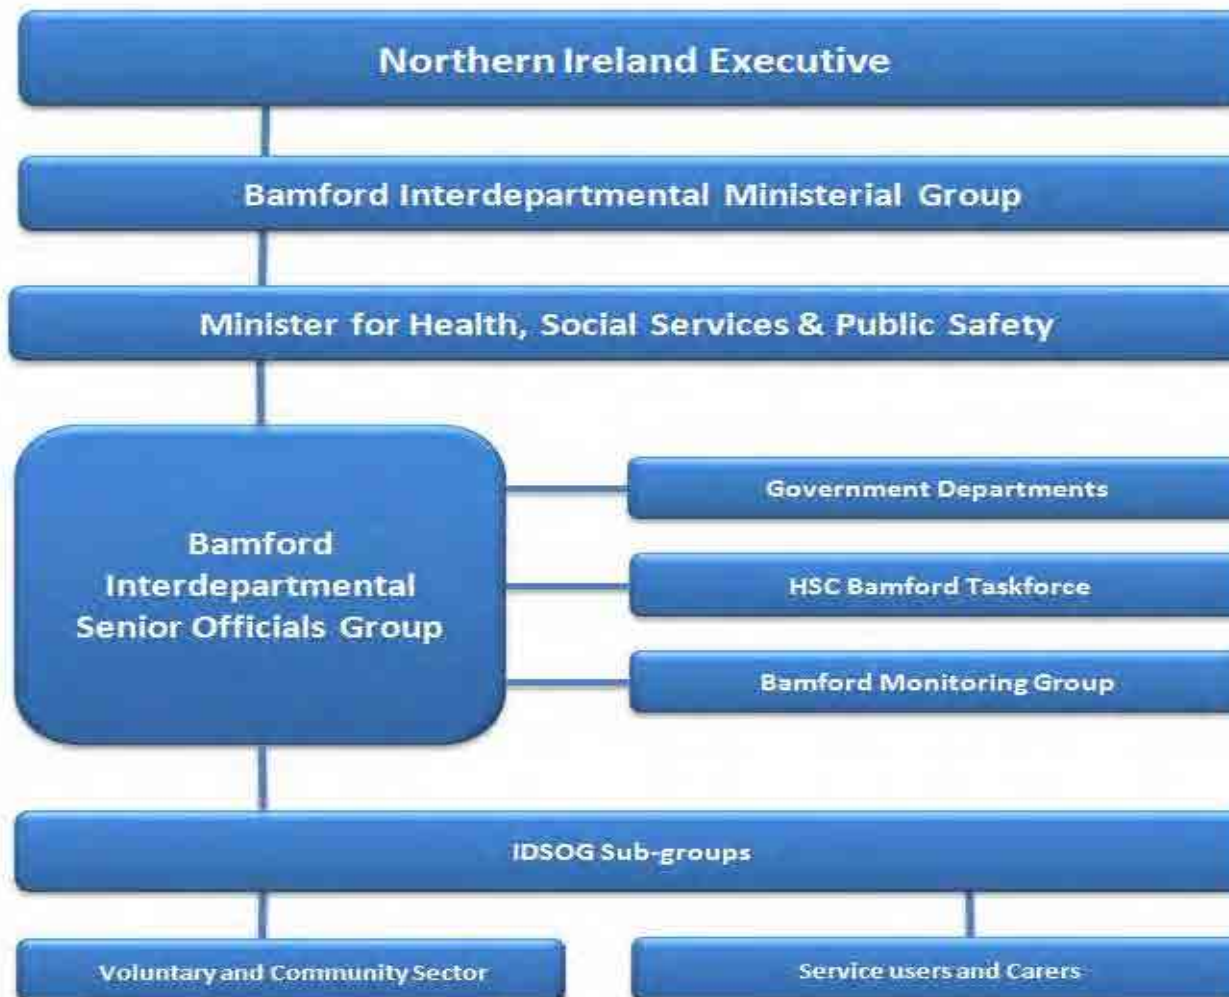 Northern Ireland Executive
Bamford Interdepartmental Ministerial Group
Minister for Health, Social Services & Public Safety
Bamford
Interdepartmental
Senior Officials Group
Government Departments
HSC Bamford Taskforce
Bamford Monitoring Group
IDSOG Sub-groups
Voluntary and Community Sector
Service users and Carers